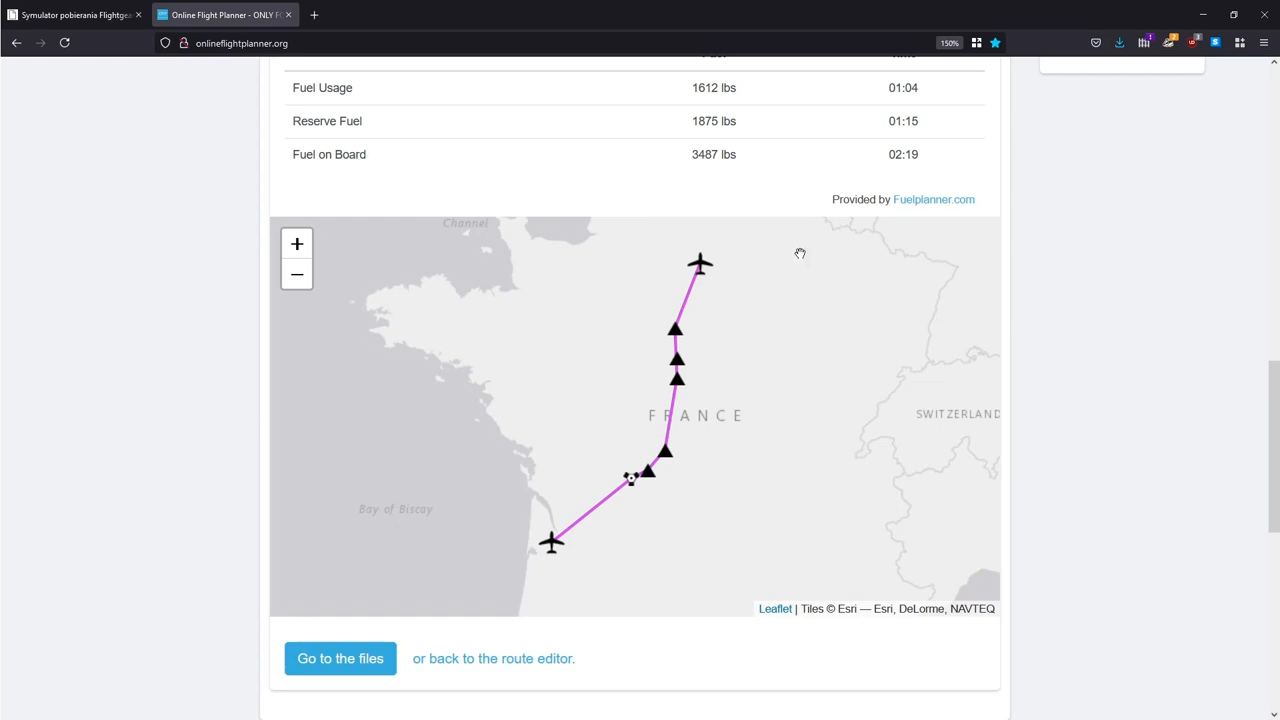 Symulator pobierania Flightgea
Online Flight Planner - ONLY FO
onlineflightplanner.org
150%
Fuel Usage 1612 lbs 01:04
Reserve Fuel 1875 lbs 01:15
Fuel on Board 3487 lbs 02:19
Provided by Fuelplanner.com
Channel
+
−
FRANCE
SWITZERLAND
Bay of Biscay
Leaflet | Tiles © Esri — Esri, DeLorme, NAVTEQ
Go to the files or back to the route editor.